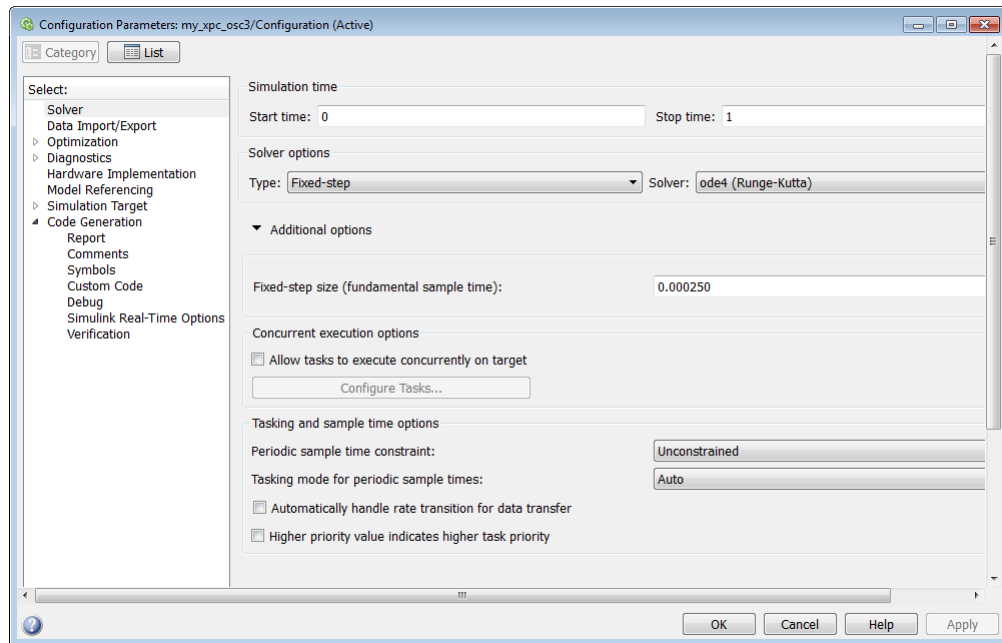 Configuration Parameters: my_xpc_osc3/Configuration (Active)
Category List
Select:
Solver
Data Import/Export
Optimization
Diagnostics
Hardware Implementation
Model Referencing
Simulation Target
Code Generation
Report
Comments
Symbols
Custom Code
Debug
Simulink Real-Time Options
Verification
Simulation time
Start time: 0 Stop time: 1
Solver options
Type: Fixed-step Solver: ode4 (Runge-Kutta)
Additional options
Fixed-step size (fundamental sample time): 0.000250
Concurrent execution options
Allow tasks to execute concurrently on target
Configure Tasks...
Tasking and sample time options
Periodic sample time constraint: Unconstrained
Tasking mode for periodic sample times: Auto
Automatically handle rate transition for data transfer
Higher priority value indicates higher task priority
OK Cancel Help Apply